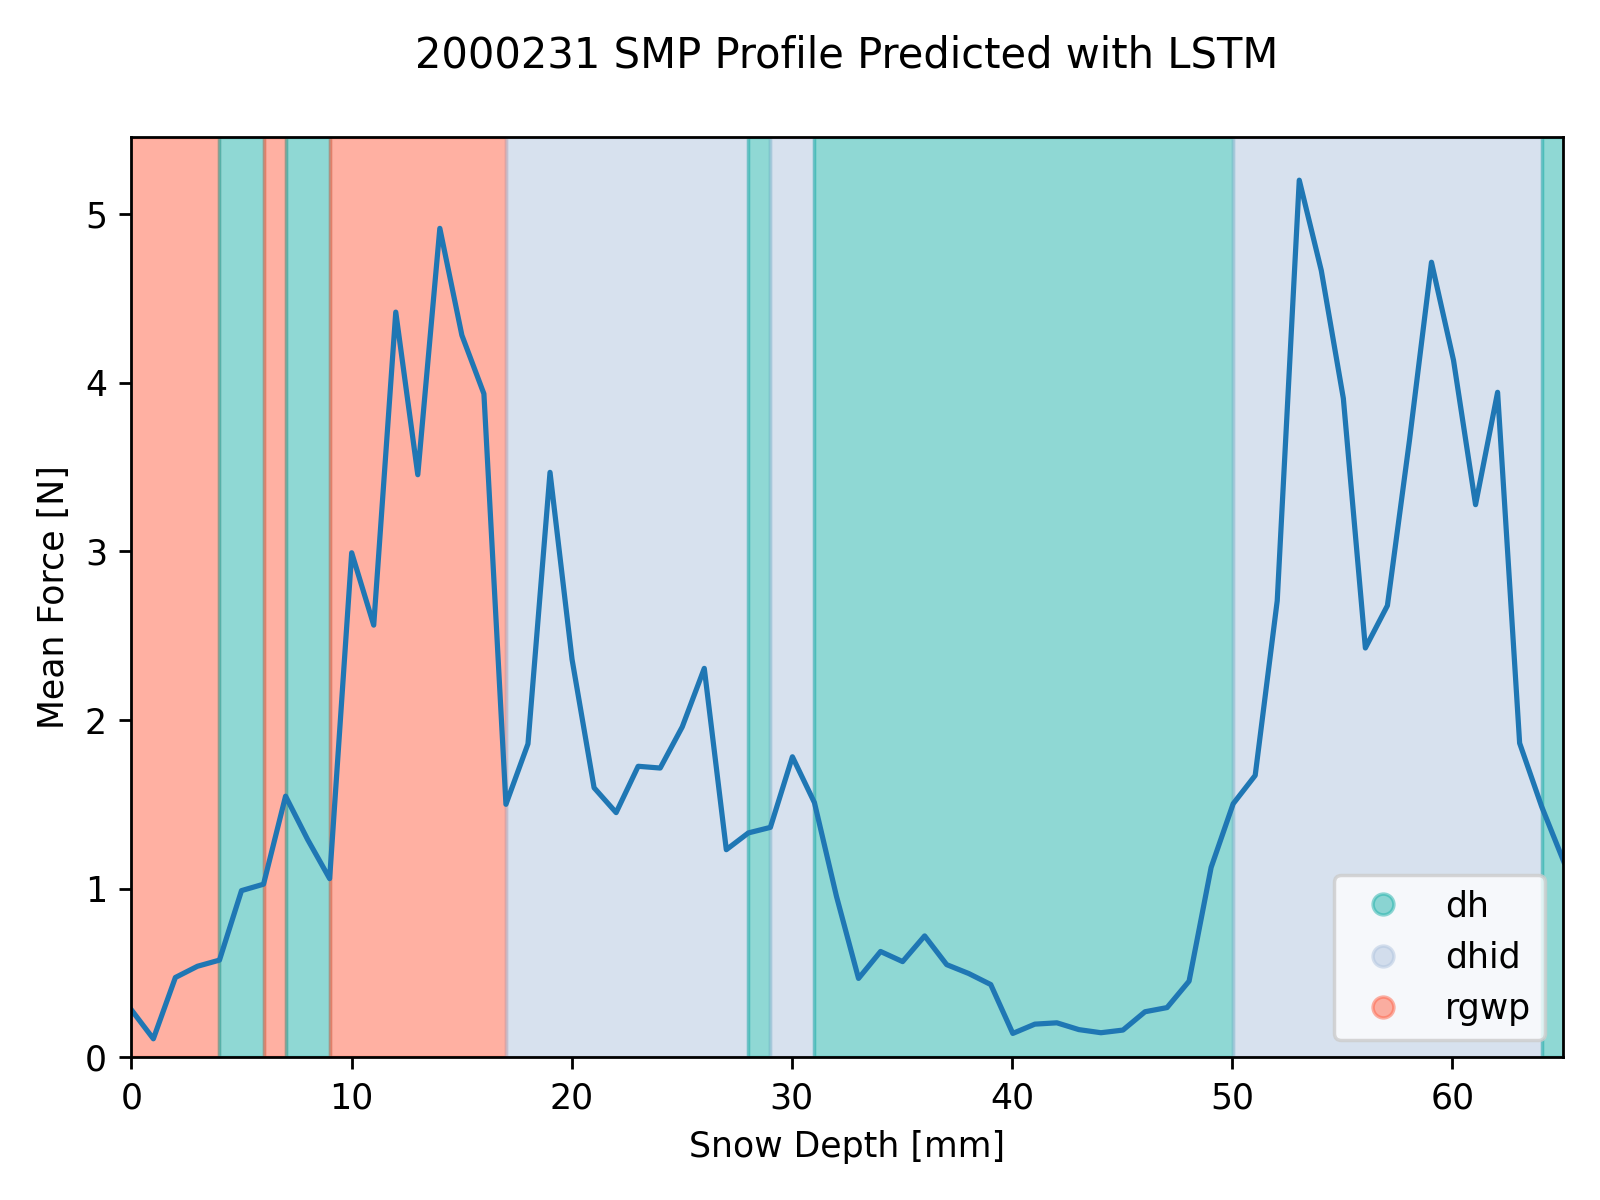 2000231 SMP Profile Predicted with LSTM
Mean Force [N]
5
4
3
2
1
0
dh
dhid
rgwp
0 10 20 30 40 50 60
Snow Depth [mm]